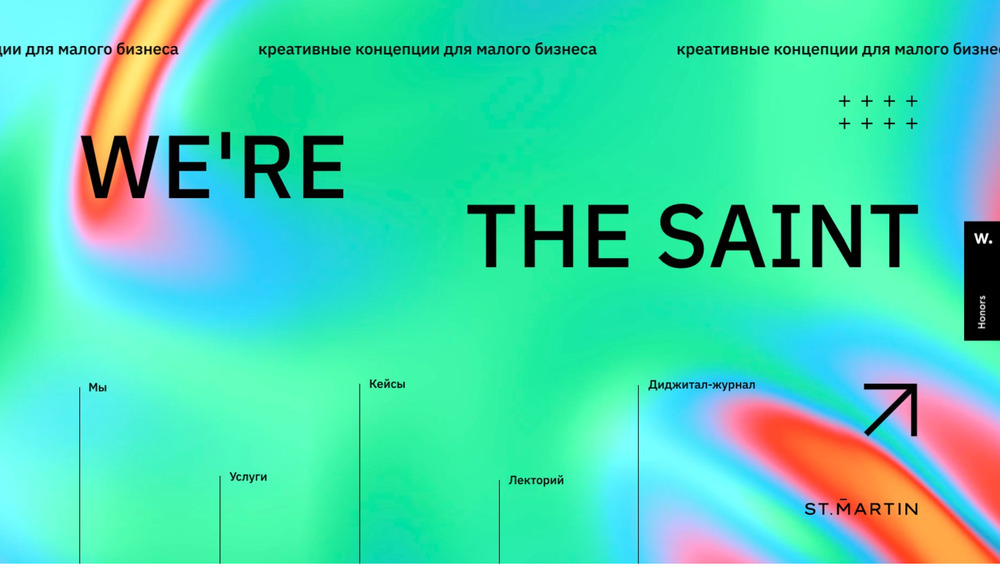 ции для малого бизнеса креативные концепции для малого бизнеса креативные концепции для малого бизне
WE'RE
THE SAINT
W.
Honors
Мы
Кейсы
Диджитал-журнал
Услуги
Лекторий
ST.MARTIN